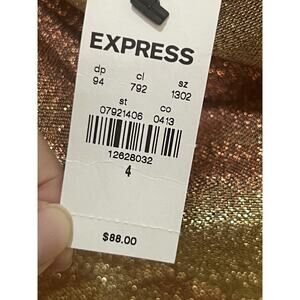 EXPRESS
dp cl sz
94 792 1302
st co
07921406 0413
12628032
4
$88.00